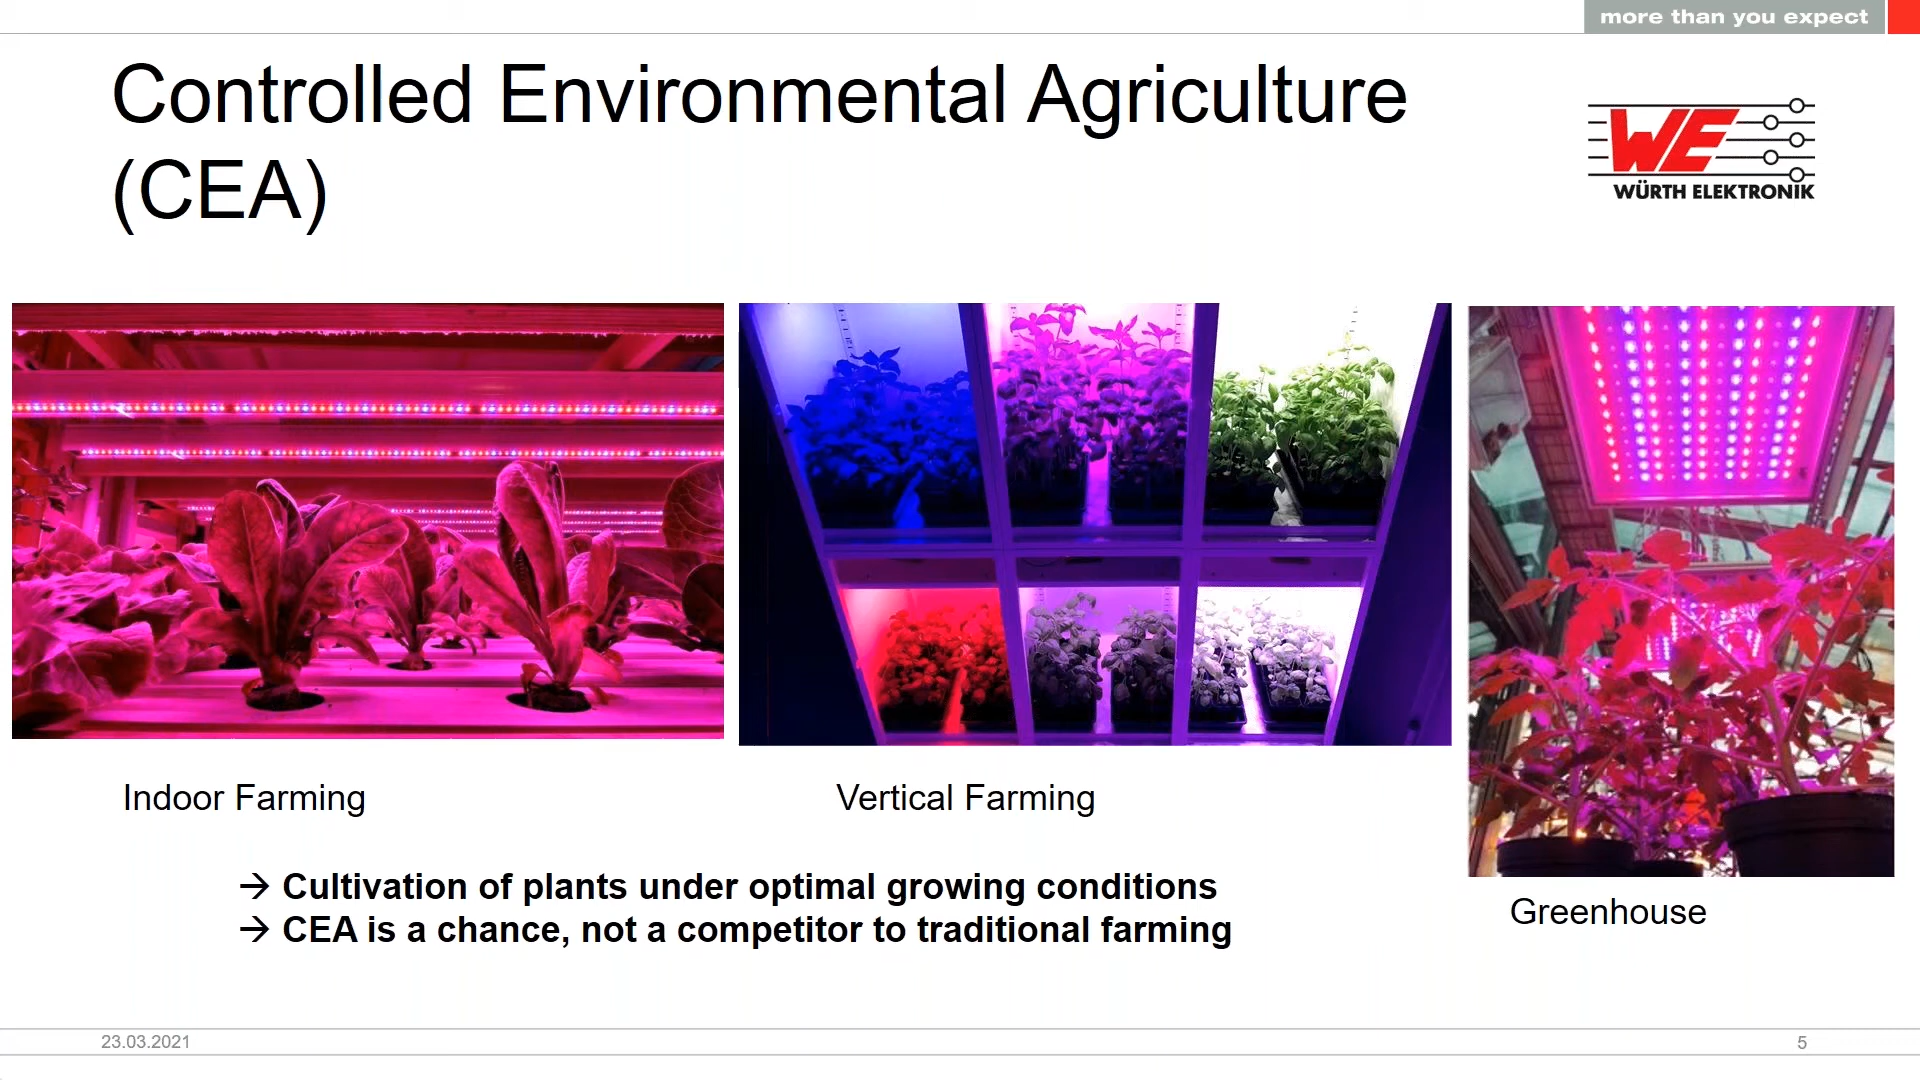 more than you expect
Controlled Environmental Agriculture
(CEA)
WE
WÜRTH ELEKTRONIK
Indoor Farming
Vertical Farming
Greenhouse
→ Cultivation of plants under optimal growing conditions
→ CEA is a chance, not a competitor to traditional farming
23.03.2021
5